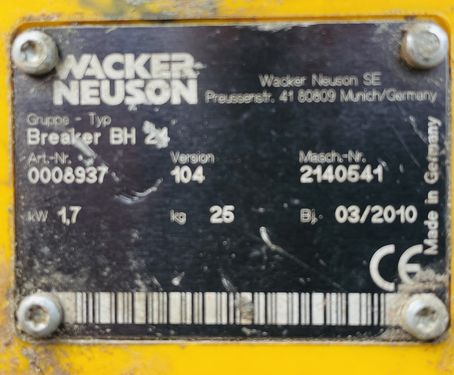 WACKER
NEUSON
Wacker Neuson SE
Preussenstr. 41 80809 Munich/Germany
Gruppe - Typ
Breaker BH 24
Art.-Nr. Version Masch.-Nr.
0008937 104 2140541
kW 1,7 kg 25 Bj. 03/2010
Made in Germany
CE